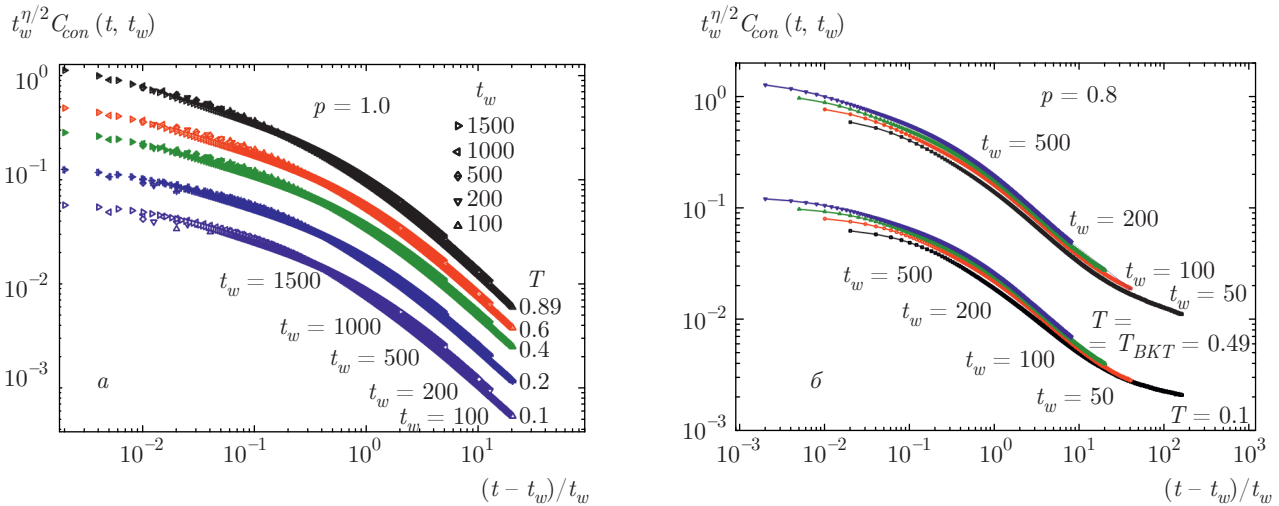 t_w^{η/2} C_{con} (t, t_w)
10^0
10^{-1}
10^{-2}
10^{-3}
p = 1.0
t_w
1500
1000
500
200
100
t_w = 1500
t_w = 1000
t_w = 500
t_w = 200
t_w = 100
T
0.89
0.6
0.4
0.2
0.1
а
10^{-2}
10^{-1}
10^0
10^1
(t – t_w)/t_w
t_w^{η/2} C_{con} (t, t_w)
10^0
10^{-1}
10^{-2}
10^{-3}
p = 0.8
t_w = 500
t_w = 200
t_w = 100
t_w = 50
T =
= T_{BKT} = 0.49
t_w = 500
t_w = 200
t_w = 100
t_w = 50
T = 0.1
б
10^{-3}
10^{-2}
10^{-1}
10^0
10^1
10^2
10^3
(t – t_w)/t_w